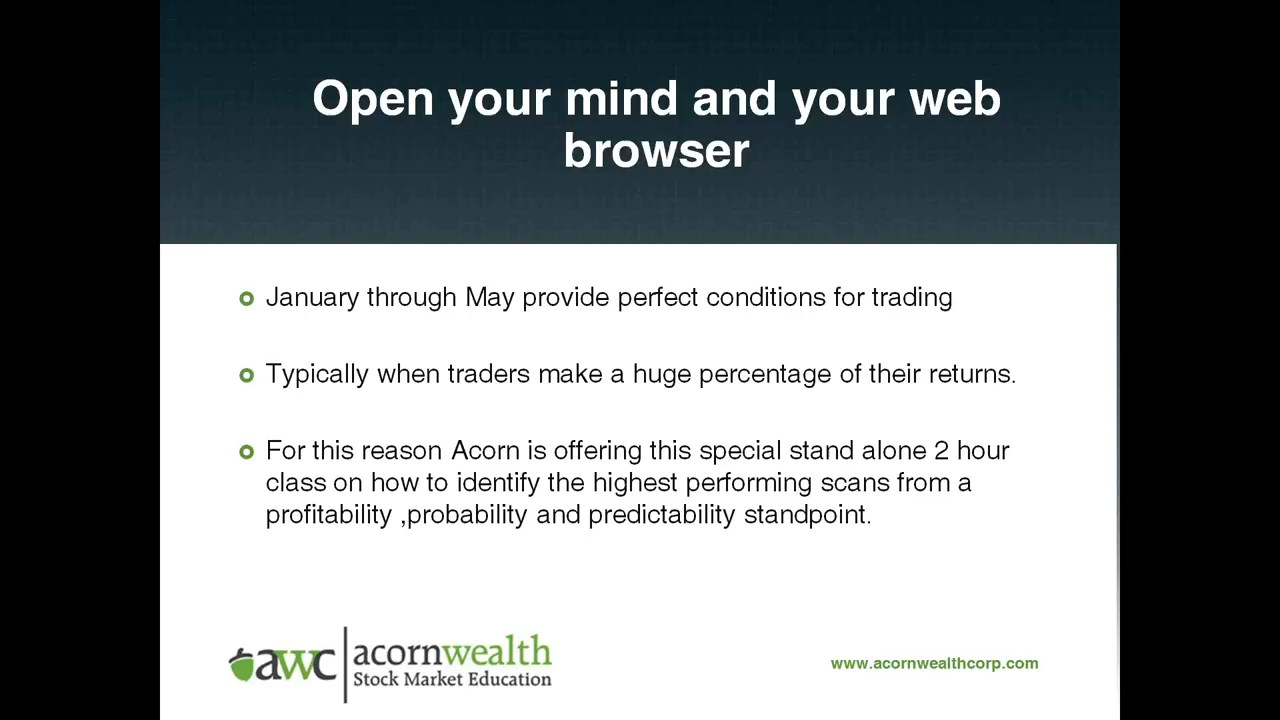 Open your mind and your web
browser
January through May provide perfect conditions for trading
Typically when traders make a huge percentage of their returns.
For this reason Acorn is offering this special stand alone 2 hour
class on how to identify the highest performing scans from a
profitability ,probability and predictability standpoint.
awc
acornwealth
Stock Market Education
www.acornwealthcorp.com